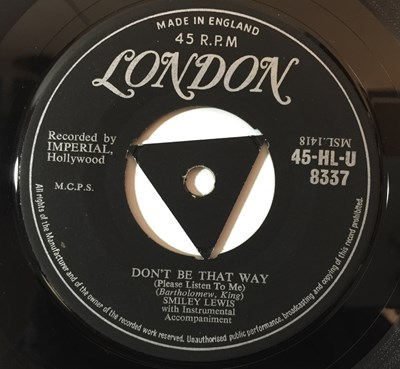 MADE IN ENGLAND
45 R.P.M
LONDON
Recorded by
IMPERIAL,
Hollywood
M.C.P.S.
MSL.1418
45-HL-U
8337
DON'T BE THAT WAY
(Please Listen To Me)
(Bartholomew, King)
SMILEY LEWIS
with Instrumental
Accompaniment
All rights of the Manufacturer and of the owner of the recorded work reserved. Unauthorised public performance, broadcasting and copying of this record prohibited.